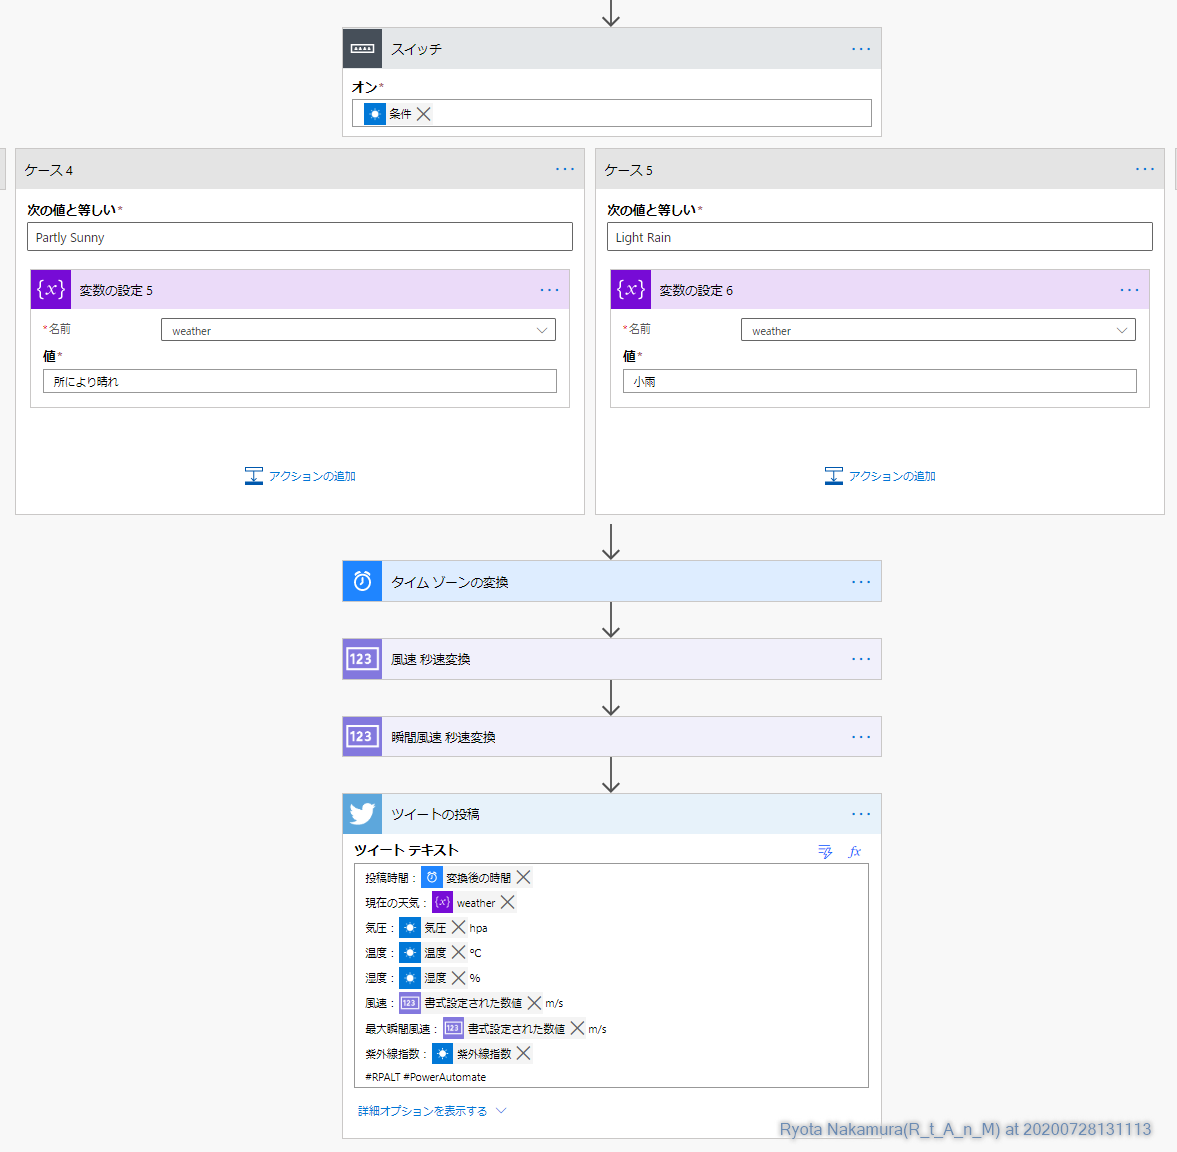 スイッチ
オン*
条件
ケース 4
次の値と等しい*
Partly Sunny
{x} 変数の設定 5
*名前 weather
値*
所により晴れ
アクションの追加
ケース 5
次の値と等しい*
Light Rain
{x} 変数の設定 6
*名前 weather
値*
小雨
アクションの追加
タイム ゾーンの変換
123 風速 秒速変換
123 瞬間風速 秒速変換
ツイートの投稿
ツイート テキスト fx
投稿時間： 変換後の時間
現在の天気： {x} weather
気圧： 気圧 hpa
温度： 温度 ℃
湿度： 湿度 %
風速： 123 書式設定された数値 m/s
最大瞬間風速： 123 書式設定された数値 m/s
紫外線指数： 紫外線指数
#RPALT #PowerAutomate
詳細オプションを表示する
Ryota Nakamura(R_t_A_n_M) at 20200728131113